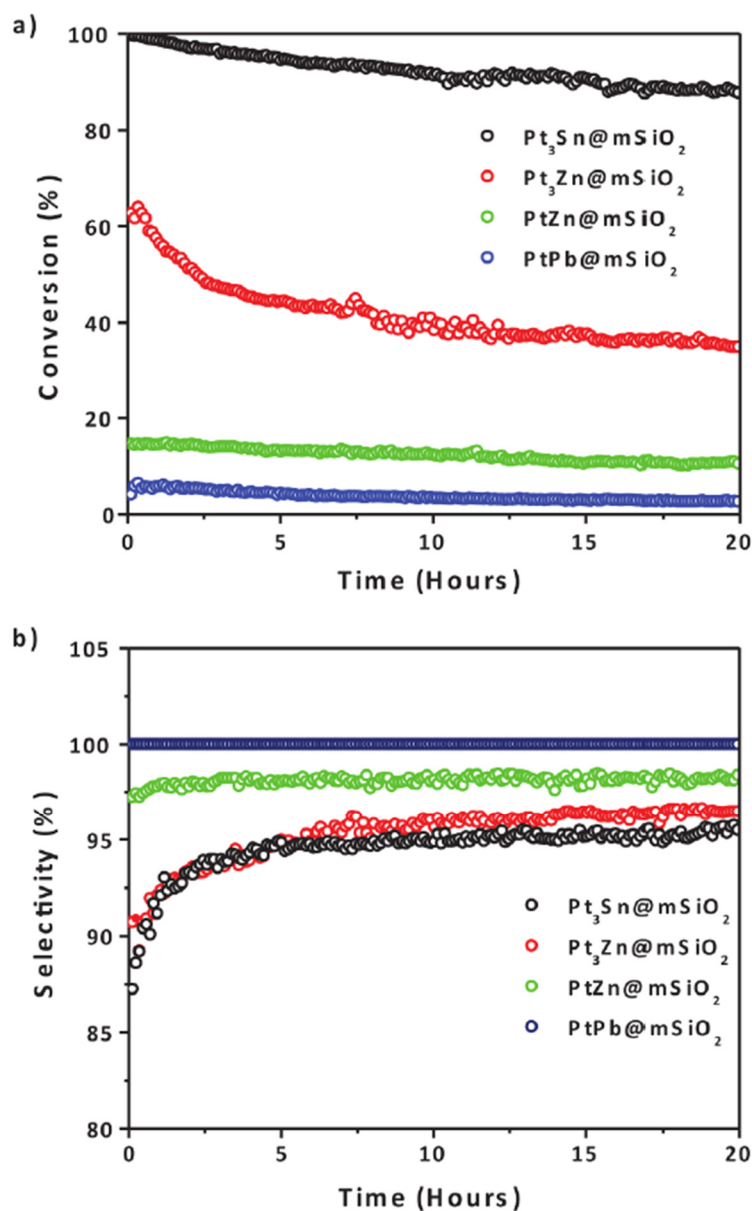 a)
100
80
60
40
20
0
Conversion (%)
Pt₃Sn@mSiO₂
Pt₃Zn@mSiO₂
PtZn@mSiO₂
PtPb@mSiO₂
0 5 10 15 20
Time (Hours)
b)
105
100
95
90
85
80
Selectivity (%)
Pt₃Sn@mSiO₂
Pt₃Zn@mSiO₂
PtZn@mSiO₂
PtPb@mSiO₂
0 5 10 15 20
Time (Hours)